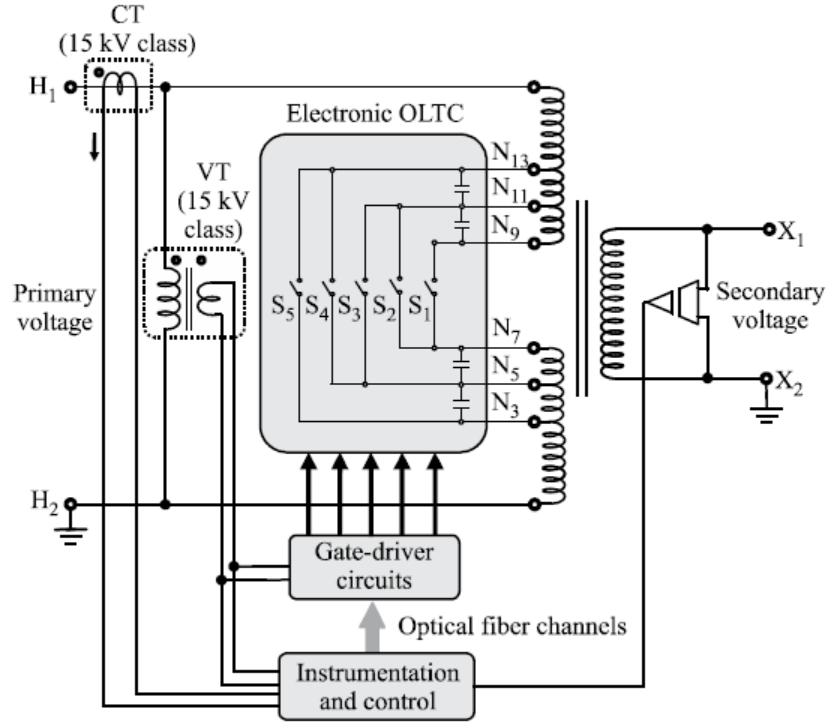 CT
(15 kV class)
H1
Electronic OLTC
N13
N11
N9
VT
(15 kV
class)
X1
Primary
voltage
S5
S4
S3
S2
S1
Secondary
voltage
N7
N5
N3
X2
H2
Gate-driver
circuits
Optical fiber channels
Instrumentation
and control